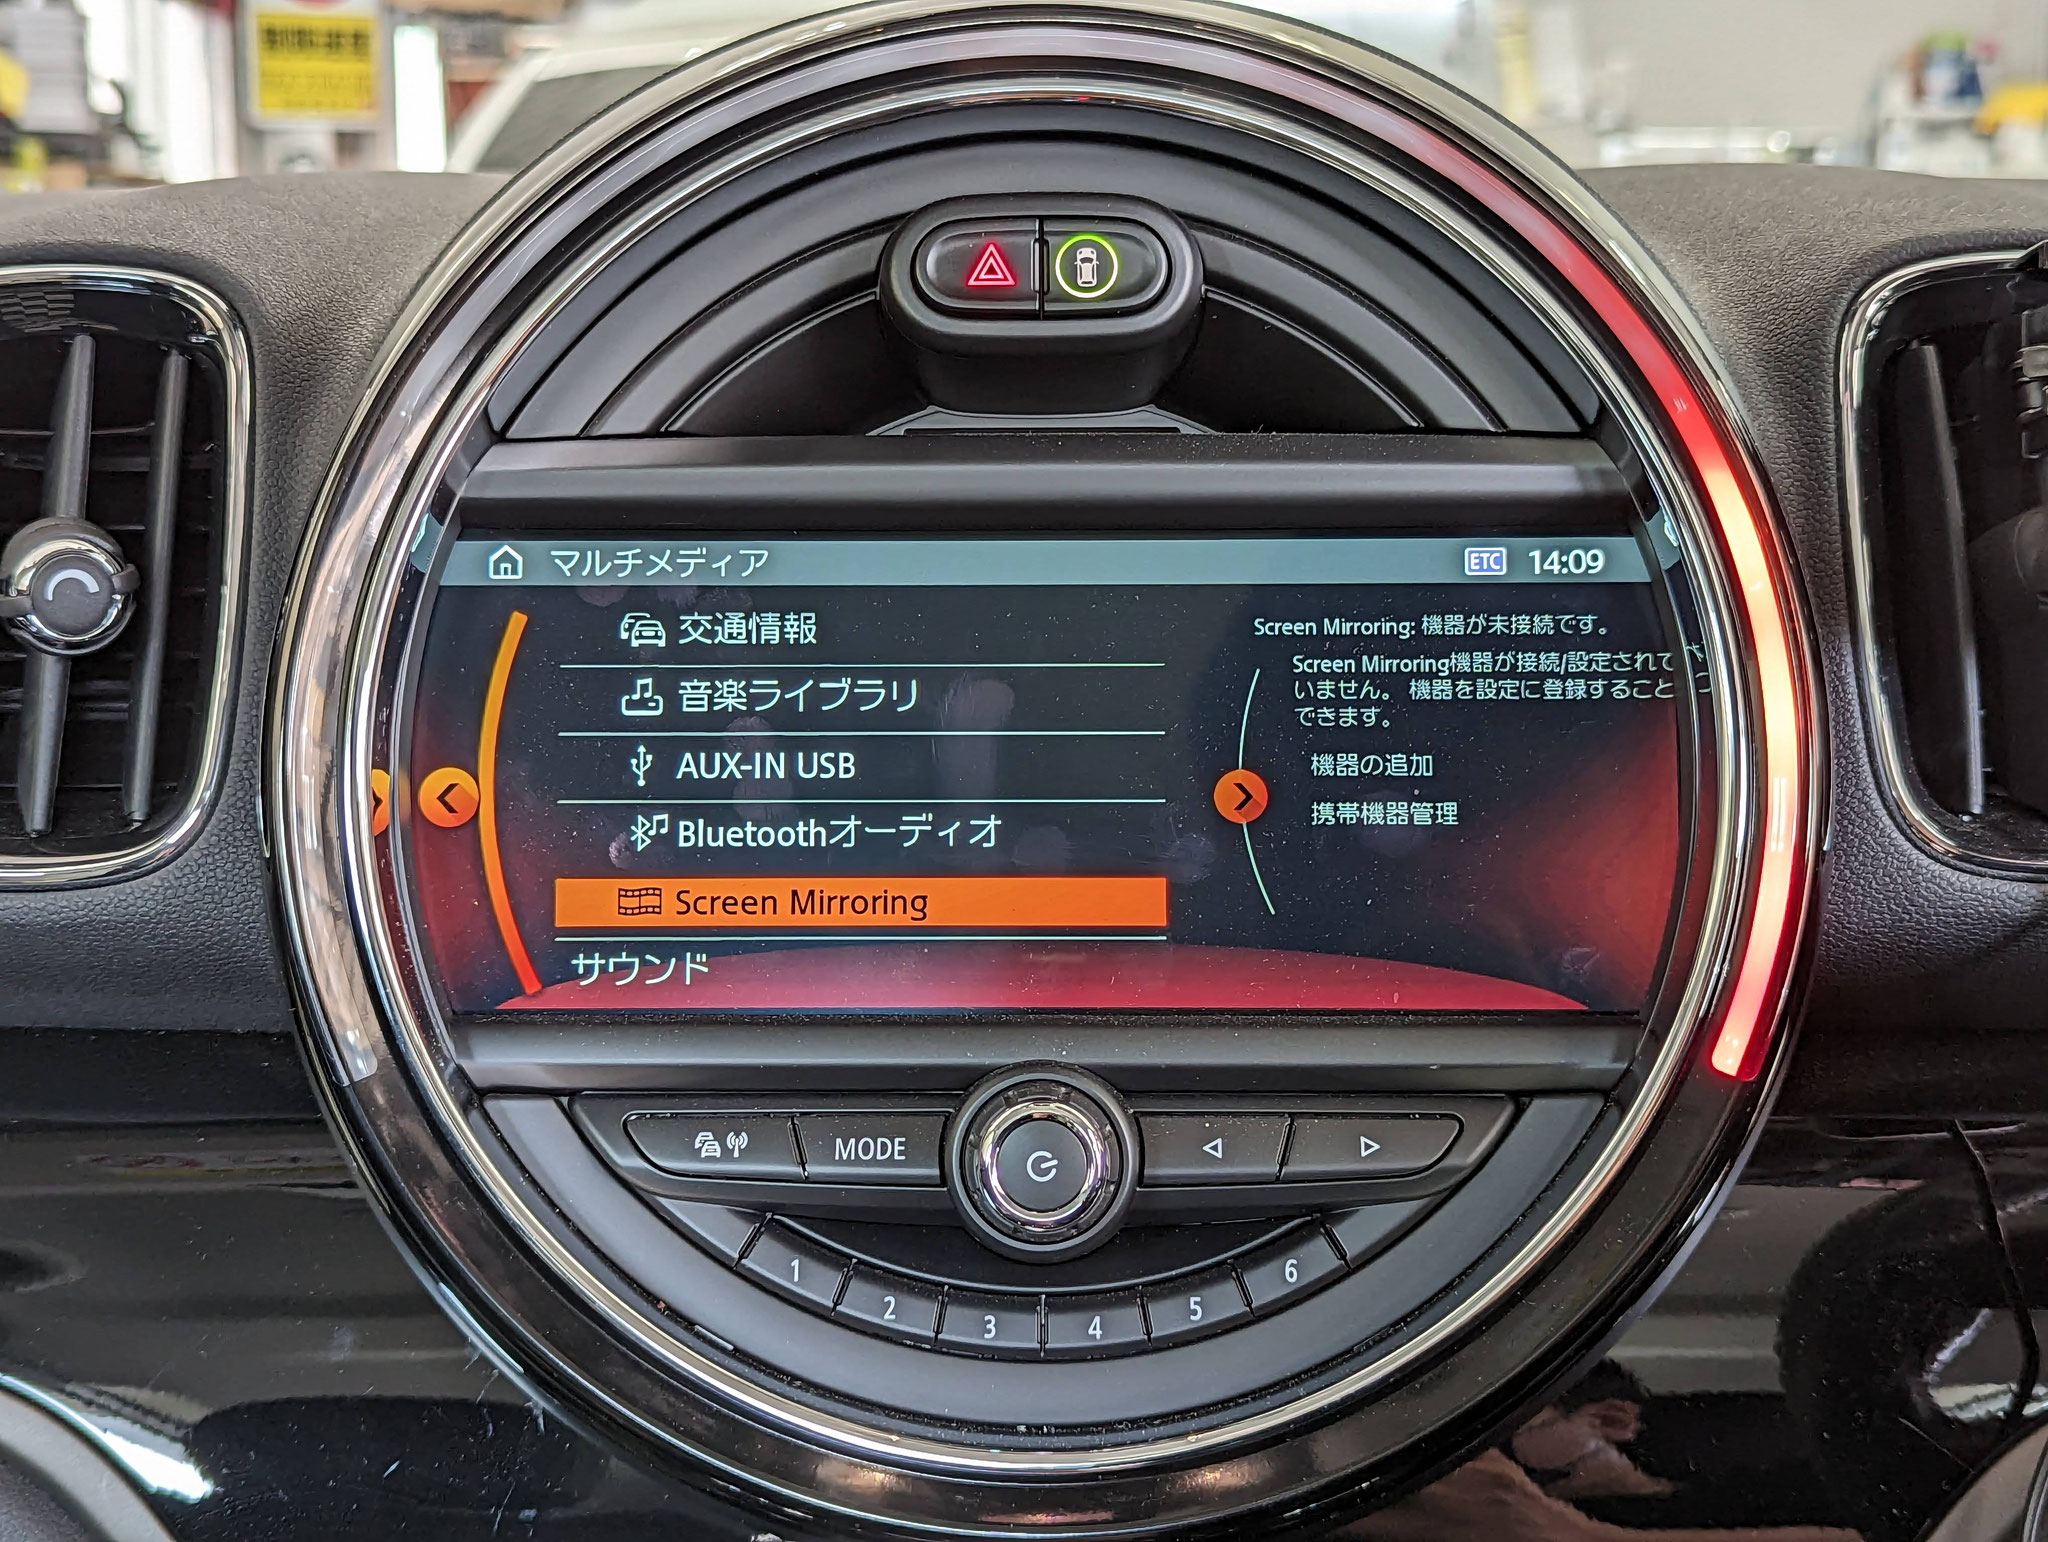 マルチメディア
ETC 14:09
交通情報
音楽ライブラリ
AUX-IN USB
Bluetoothオーディオ
Screen Mirroring
サウンド
Screen Mirroring: 機器が未接続です。
Screen Mirroring機器が接続/設定されて
いません。 機器を設定に登録すること
できます。
機器の追加
携帯機器管理
MODE
1
2
3
4
5
6